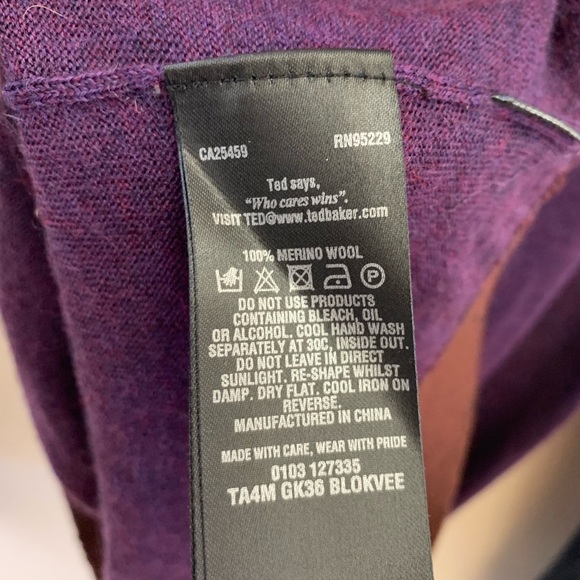 CA25459 RN95229
Ted says,
"Who cares wins".
VISIT TED@www.tedbaker.com
100% MERINO WOOL
P
DO NOT USE PRODUCTS
CONTAINING BLEACH, OIL
OR ALCOHOL. COOL HAND WASH
SEPARATELY AT 30C, INSIDE OUT.
DO NOT LEAVE IN DIRECT
SUNLIGHT. RE-SHAPE WHILST
DAMP. DRY FLAT. COOL IRON ON
REVERSE.
MANUFACTURED IN CHINA
MADE WITH CARE, WEAR WITH PRIDE
0103 127335
TA4M GK36 BLOKVEE